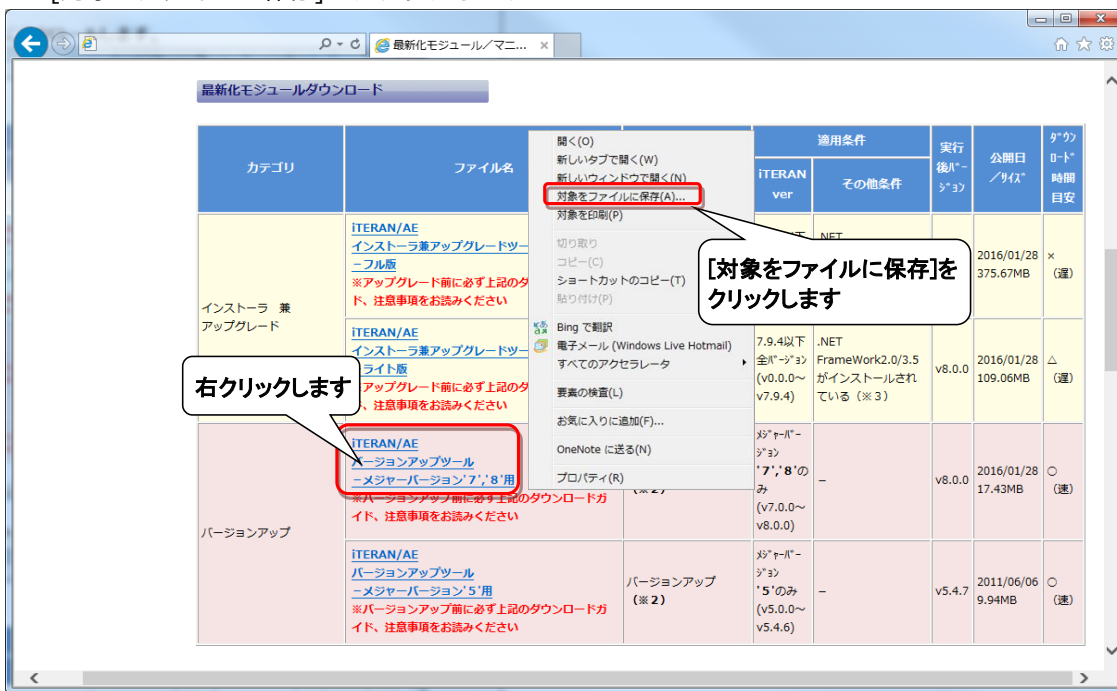 最新化モジュール／マニ... ×
最新化モジュールダウンロード
カテゴリ
ファイル名
適用条件
iTERAN
ver
その他条件
実行
後ﾊﾞｰ
ｼﾞｮﾝ
公開日
／ｻｲｽﾞ
ﾀﾞｳﾝ
ﾛｰﾄﾞ
時間
目安
開く(O)
新しいタブで開く(W)
新しいウィンドウで開く(N)
対象をファイルに保存(A)...
対象を印刷(P)
切り取り
コピー(C)
ショートカットのコピー(T)
貼り付け(P)
Bing で翻訳
電子メール (Windows Live Hotmail)
すべてのアクセラレータ
要素の検査(L)
お気に入りに追加(F)...
OneNote に送る(N)
プロパティ(R)
[対象をファイルに保存]を
クリックします
右クリックします
インストーラ 兼
アップグレード
iTERAN/AE
インストーラ兼アップグレードツー
－フル版
※アップグレード前に必ず上記のダ
ド、注意事項をお読みください
.NET
2016/01/28
375.67MB
×
（遅）
iTERAN/AE
インストーラ兼アップグレードツー
ライト版
アップグレード前に必ず上記のダ
、注意事項をお読みください
7.9.4以下
全ﾊﾞｰｼﾞｮﾝ
(v0.0.0～
v7.9.4)
.NET
FrameWork2.0/3.5
がインストールされ
ている（※３）
v8.0.0
2016/01/28
109.06MB
△
（遅）
バージョンアップ
iTERAN/AE
バージョンアップツール
－メジャーバージョン'７','８'用
※バージョンアップ前に必ず上記のダウンロードガ
イド、注意事項をお読みください
（※２）
ﾒｼﾞｬｰﾊﾞｰ
ｼﾞｮﾝ
'７','８'の
み
(v7.0.0～
v8.0.0)
－
v8.0.0
2016/01/28
17.43MB
○
（速）
iTERAN/AE
バージョンアップツール
－メジャーバージョン'５'用
※バージョンアップ前に必ず上記のダウンロードガ
イド、注意事項をお読みください
バージョンアップ
（※２）
ﾒｼﾞｬｰﾊﾞｰ
ｼﾞｮﾝ
'５'のみ
(v5.0.0～
v5.4.6)
－
v5.4.7
2011/06/06
9.94MB
○
（速）